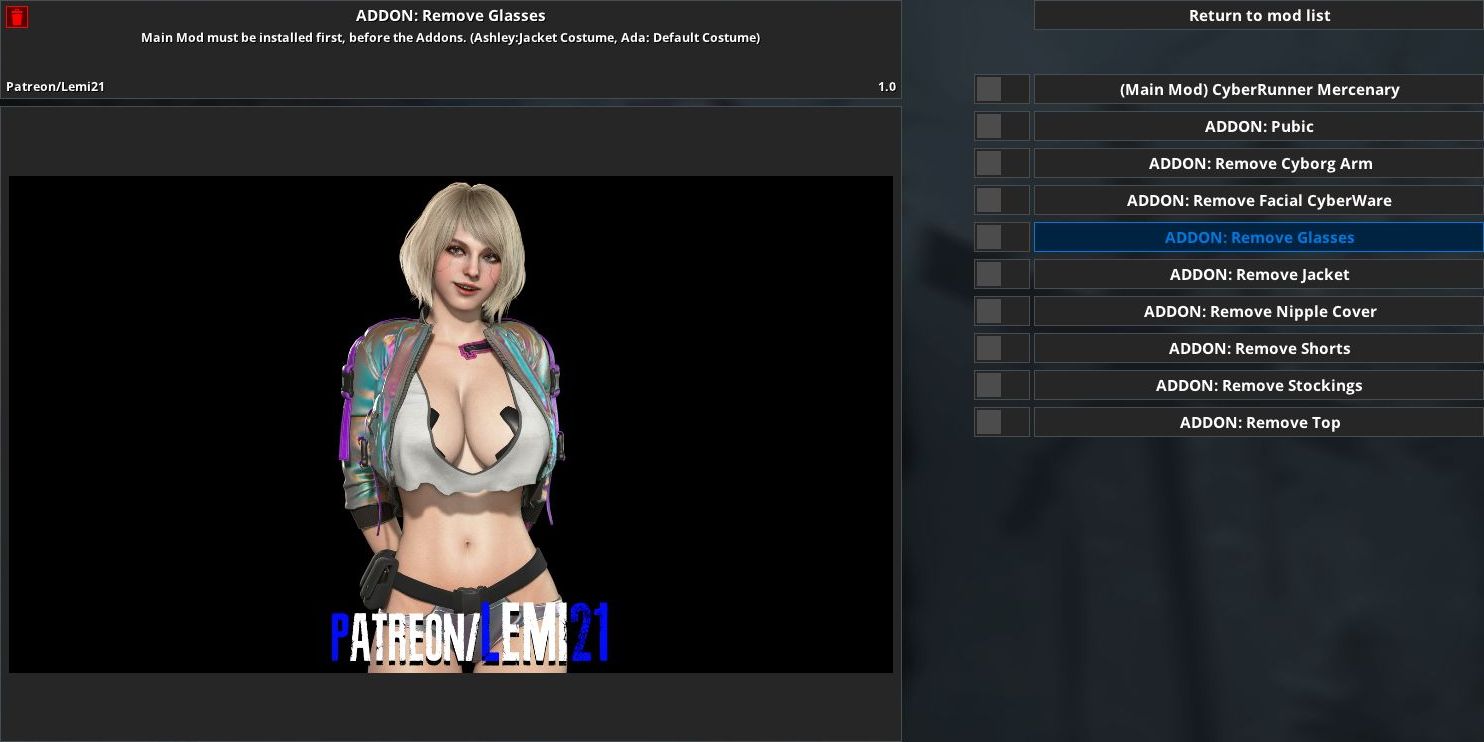 ADDON: Remove Glasses
Main Mod must be installed first, before the Addons. (Ashley:Jacket Costume, Ada: Default Costume)
Patreon/Lemi21
1.0
PATREON/LEMI21
Return to mod list
(Main Mod) CyberRunner Mercenary
ADDON: Pubic
ADDON: Remove Cyborg Arm
ADDON: Remove Facial CyberWare
ADDON: Remove Glasses
ADDON: Remove Jacket
ADDON: Remove Nipple Cover
ADDON: Remove Shorts
ADDON: Remove Stockings
ADDON: Remove Top